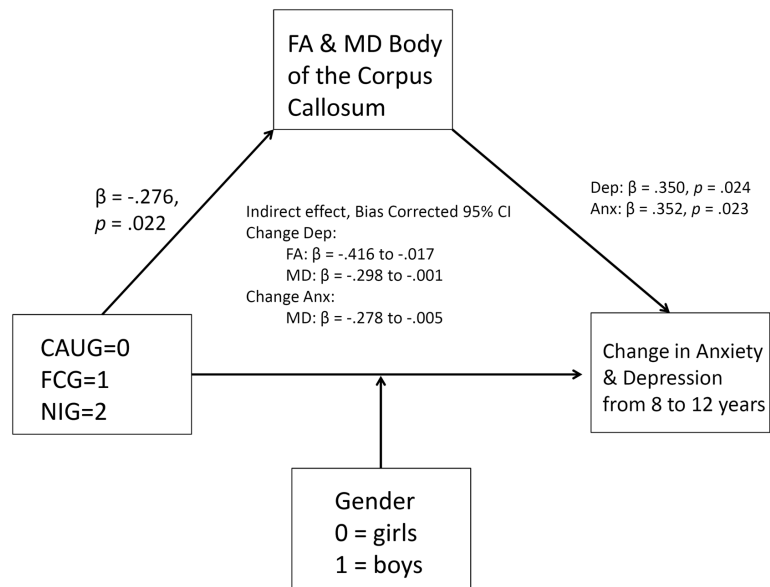 FA & MD Body
of the Corpus
Callosum
β = -.276,
p = .022
Dep: β = .350, p = .024
Anx: β = .352, p = .023
Indirect effect, Bias Corrected 95% CI
Change Dep:
FA: β = -.416 to -.017
MD: β = -.298 to -.001
Change Anx:
MD: β = -.278 to -.005
CAUG=0
FCG=1
NIG=2
Change in Anxiety
& Depression
from 8 to 12 years
Gender
0 = girls
1 = boys